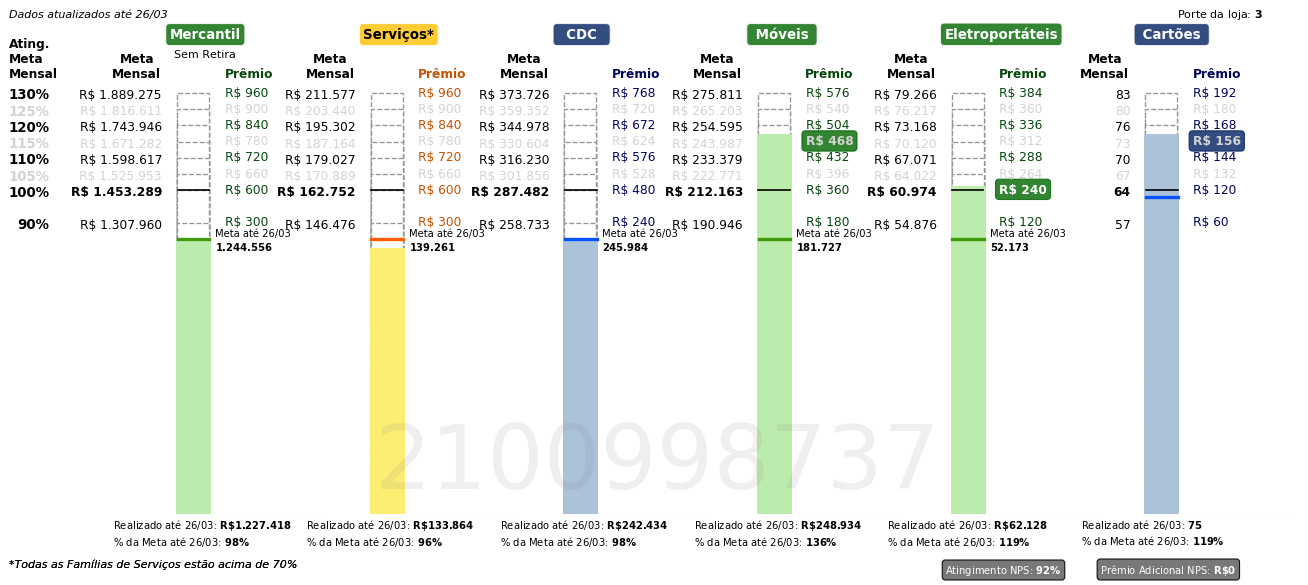 Dados atualizados até 26/03 Porte da loja: 3
Mercantil Serviços* CDC Móveis Eletroportáteis Cartões
Sem Retira
Ating. Meta Mensal Meta Mensal Prêmio Meta Mensal Prêmio Meta Mensal Prêmio Meta Mensal Prêmio Meta Mensal Prêmio Meta Mensal Prêmio
130% R$ 1.889.275 R$ 960 R$ 211.577 R$ 960 R$ 373.726 R$ 768 R$ 275.811 R$ 576 R$ 79.266 R$ 384 83 R$ 192
125% R$ 1.816.611 R$ 900 R$ 203.440 R$ 900 R$ 359.352 R$ 720 R$ 265.203 R$ 540 R$ 76.217 R$ 360 80 R$ 180
120% R$ 1.743.946 R$ 840 R$ 195.302 R$ 840 R$ 344.978 R$ 672 R$ 254.595 R$ 504 R$ 73.168 R$ 336 76 R$ 168
115% R$ 1.671.282 R$ 780 R$ 187.164 R$ 780 R$ 330.604 R$ 624 R$ 243.987 R$ 468 R$ 70.120 R$ 312 73 R$ 156
110% R$ 1.598.617 R$ 720 R$ 179.027 R$ 720 R$ 316.230 R$ 576 R$ 233.379 R$ 432 R$ 67.071 R$ 288 70 R$ 144
105% R$ 1.525.953 R$ 660 R$ 170.889 R$ 660 R$ 301.856 R$ 528 R$ 222.771 R$ 396 R$ 64.022 R$ 264 67 R$ 132
100% R$ 1.453.289 R$ 600 R$ 162.752 R$ 600 R$ 287.482 R$ 480 R$ 212.163 R$ 360 R$ 60.974 R$ 240 64 R$ 120
90% R$ 1.307.960 R$ 300 R$ 146.476 R$ 300 R$ 258.733 R$ 240 R$ 190.946 R$ 180 R$ 54.876 R$ 120 57 R$ 60
Meta até 26/03 Meta até 26/03 Meta até 26/03 Meta até 26/03 Meta até 26/03
1.244.556 139.261 245.984 181.727 52.173
2100998737
Realizado até 26/03: R$1.227.418 Realizado até 26/03: R$133.864 Realizado até 26/03: R$242.434 Realizado até 26/03: R$248.934 Realizado até 26/03: R$62.128 Realizado até 26/03: 75
% da Meta até 26/03: 98% % da Meta até 26/03: 96% % da Meta até 26/03: 98% % da Meta até 26/03: 136% % da Meta até 26/03: 119% % da Meta até 26/03: 119%
*Todas as Famílias de Serviços estão acima de 70% Atingimento NPS: 92% Prêmio Adicional NPS: R$0